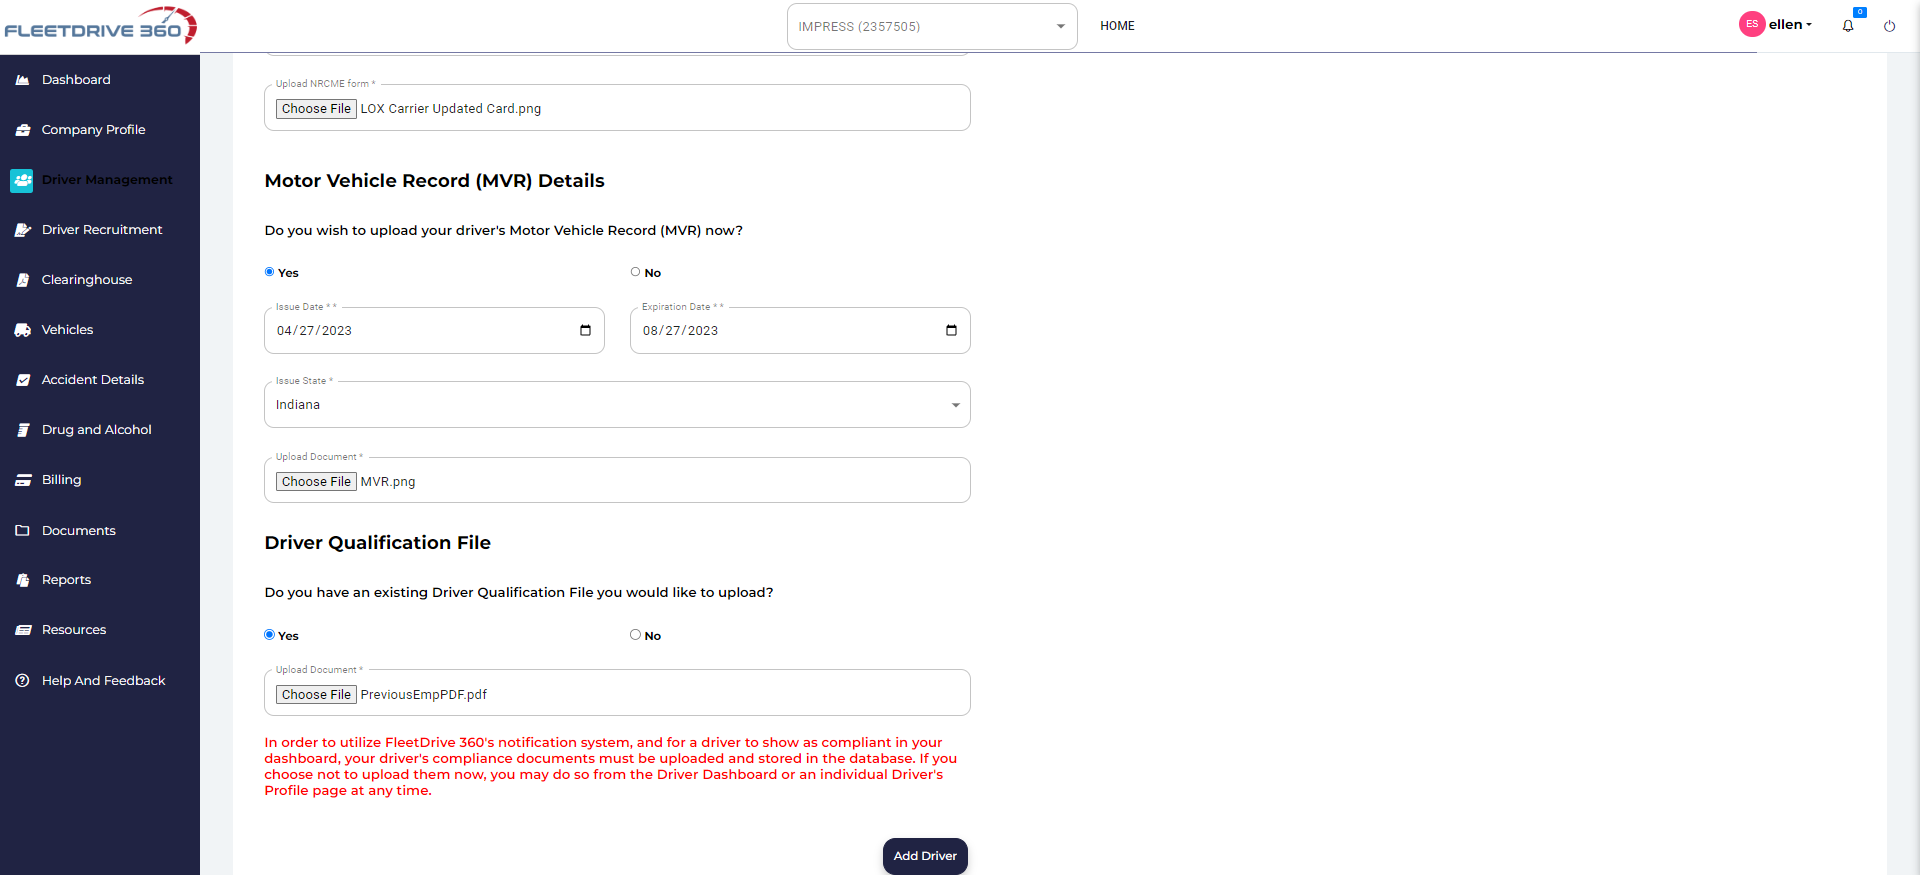 FLEETDRIVE 360
IMPRESS (2357505)
HOME
ES
ellen
0
Dashboard
Company Profile
Driver Management
Driver Recruitment
Clearinghouse
Vehicles
Accident Details
Drug and Alcohol
Billing
Documents
Reports
Resources
Help And Feedback
Upload NRCME form *
Choose File LOX Carrier Updated Card.png
Motor Vehicle Record (MVR) Details
Do you wish to upload your driver's Motor Vehicle Record (MVR) now?
Yes No
Issue Date * * Expiration Date * *
04/27/2023 08/27/2023
Issue State *
Indiana
Upload Document *
Choose File MVR.png
Driver Qualification File
Do you have an existing Driver Qualification File you would like to upload?
Yes No
Upload Document *
Choose File PreviousEmpPDF.pdf
In order to utilize FleetDrive 360's notification system, and for a driver to show as compliant in your
dashboard, your driver's compliance documents must be uploaded and stored in the database. If you
choose not to upload them now, you may do so from the Driver Dashboard or an individual Driver's
Profile page at any time.
Add Driver